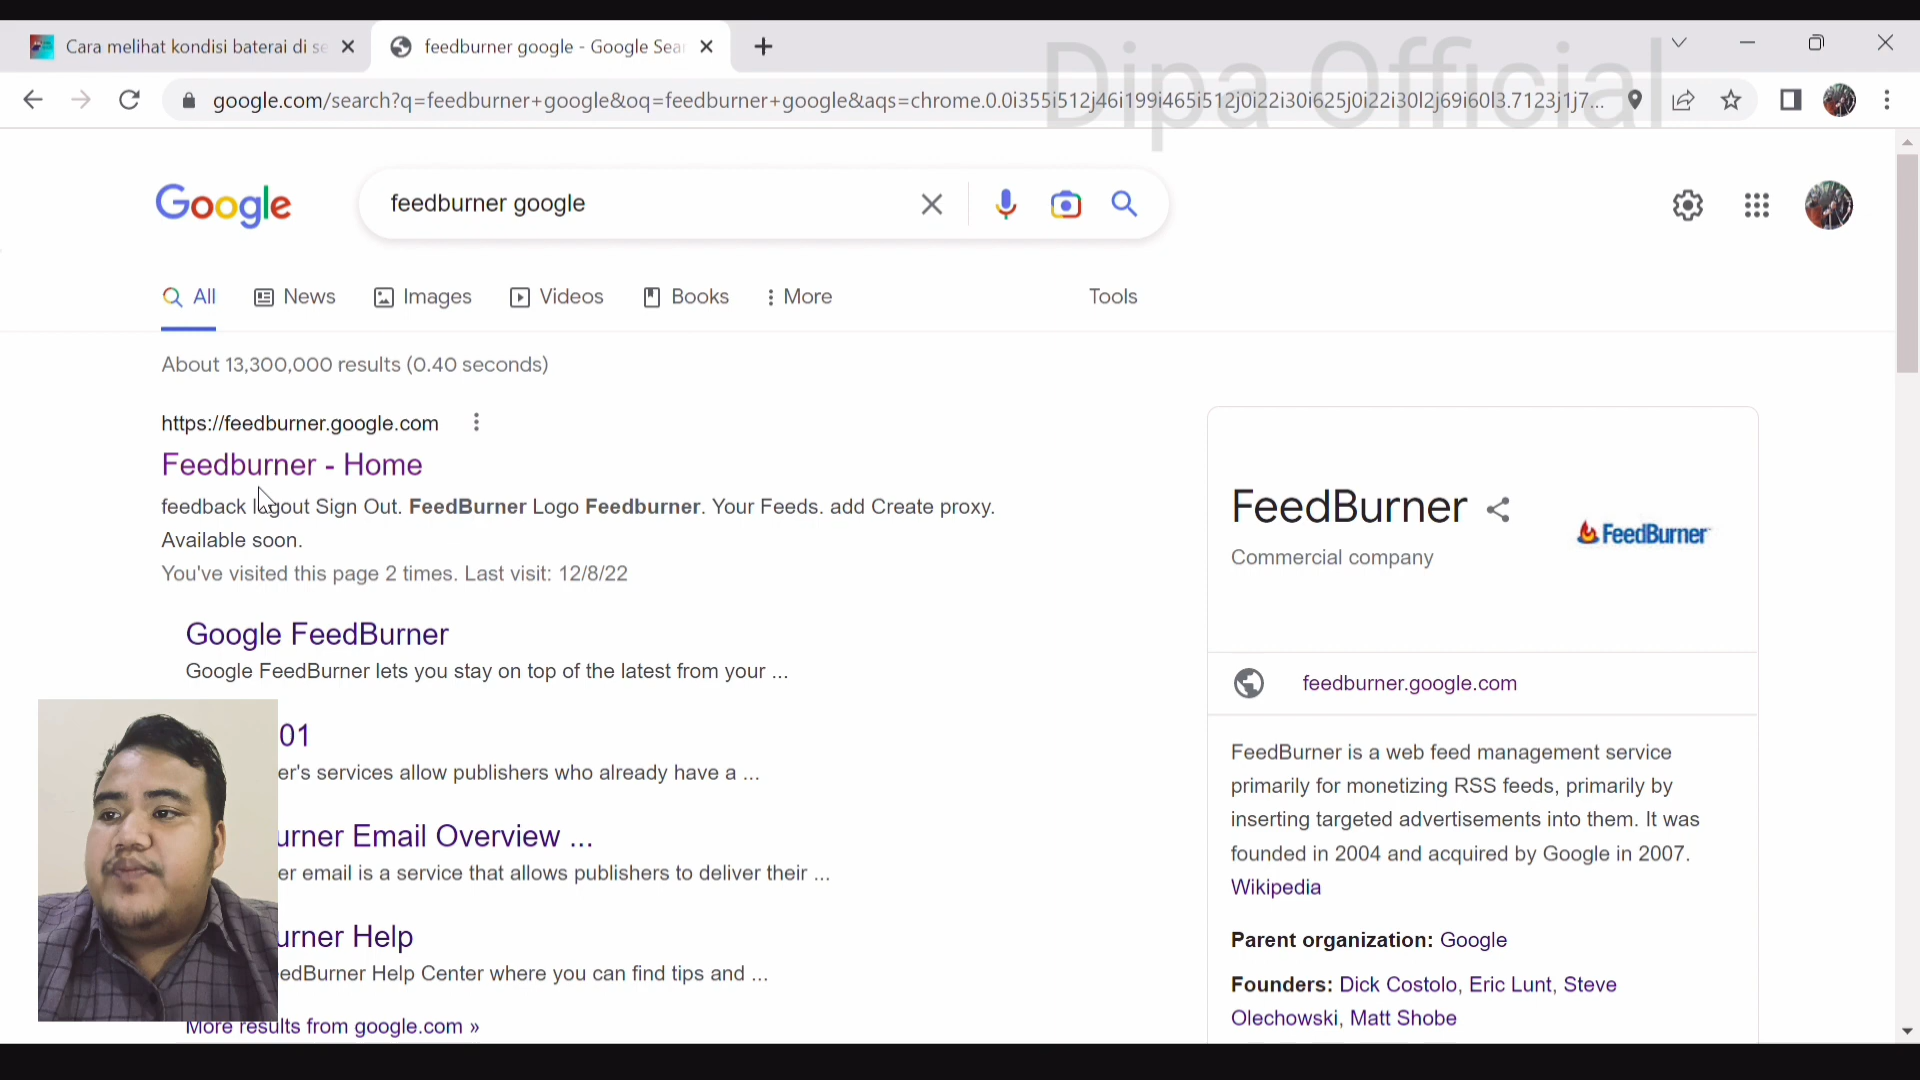 Dipa Official
Cara melihat kondisi baterai di se
feedburner google - Google Sea
google.com/search?q=feedburner+google&oq=feedburner+google&aqs=chrome.0.0i355i512j46i199i465i512j0i22i30i625j0i22i30l2j69i60l3.7123j1j7...
Google
feedburner google
All
News
Images
Videos
Books
More
Tools
About 13,300,000 results (0.40 seconds)
https://feedburner.google.com
Feedburner - Home
feedback logout Sign Out. FeedBurner Logo Feedburner. Your Feeds. add Create proxy.
Available soon.
You've visited this page 2 times. Last visit: 12/8/22
Google FeedBurner
Google FeedBurner lets you stay on top of the latest from your ...
01
er's services allow publishers who already have a ...
urner Email Overview ...
er email is a service that allows publishers to deliver their ...
urner Help
edBurner Help Center where you can find tips and ...
More results from google.com »
FeedBurner
FeedBurner
Commercial company
feedburner.google.com
FeedBurner is a web feed management service
primarily for monetizing RSS feeds, primarily by
inserting targeted advertisements into them. It was
founded in 2004 and acquired by Google in 2007.
Wikipedia
Parent organization: Google
Founders: Dick Costolo, Eric Lunt, Steve
Olechowski, Matt Shobe